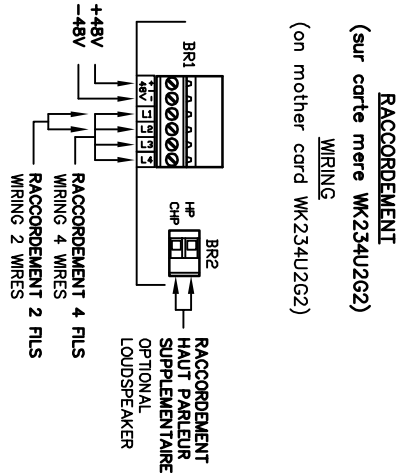 RACCORDEMENT
(sur carte mere WK234U2G2)
WIRING
(on mother card WK234U2G2)
BR1
+ -
48V
L1
L2
L3
L4
+48V
-48V
BR2
HP
CHP
RACCORDEMENT
HAUT PARLEUR
SUPPLEMENTAIRE
OPTIONAL
LOUDSPEAKER
RACCORDEMENT 4 FILS
WIRING 4 WIRES
RACCORDEMENT 2 FILS
WIRING 2 WIRES